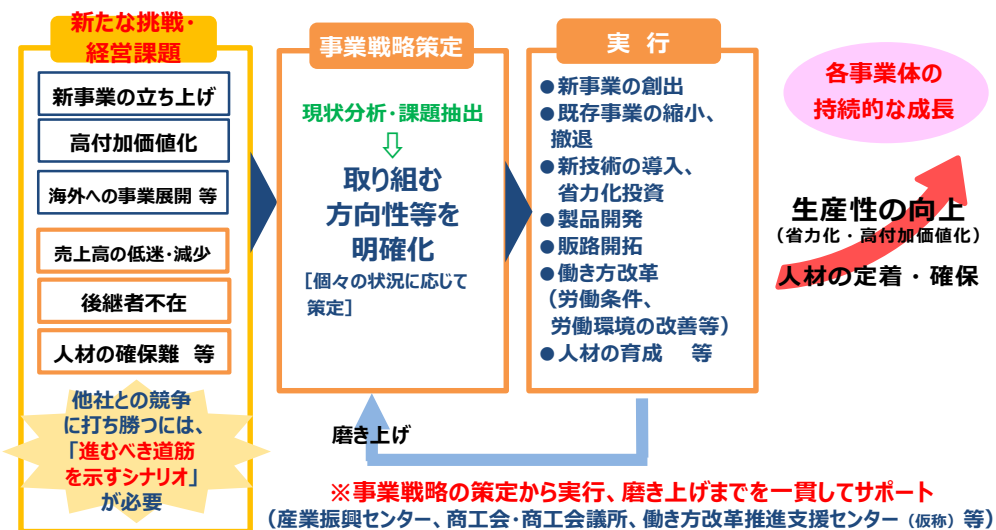 新たな挑戦・
経営課題
新事業の立ち上げ
高付加価値化
海外への事業展開 等
売上高の低迷・減少
後継者不在
人材の確保難 等
他社との競争
に打ち勝つには、
「進むべき道筋
を示すシナリオ」
が必要
事業戦略策定
現状分析・課題抽出
⇩
取り組む
方向性等を
明確化
[個々の状況に応じて
策定]
実 行
●新事業の創出
●既存事業の縮小、
撤退
●新技術の導入、
省力化投資
●製品開発
●販路開拓
●働き方改革
（労働条件、
労働環境の改善等）
●人材の育成 等
磨き上げ
各事業体の
持続的な成長
生産性の向上
（省力化・高付加価値化）
人材の定着・確保
※事業戦略の策定から実行、磨き上げまでを一貫してサポート
（産業振興センター、商工会・商工会議所、働き方改革推進支援センター（仮称）等）